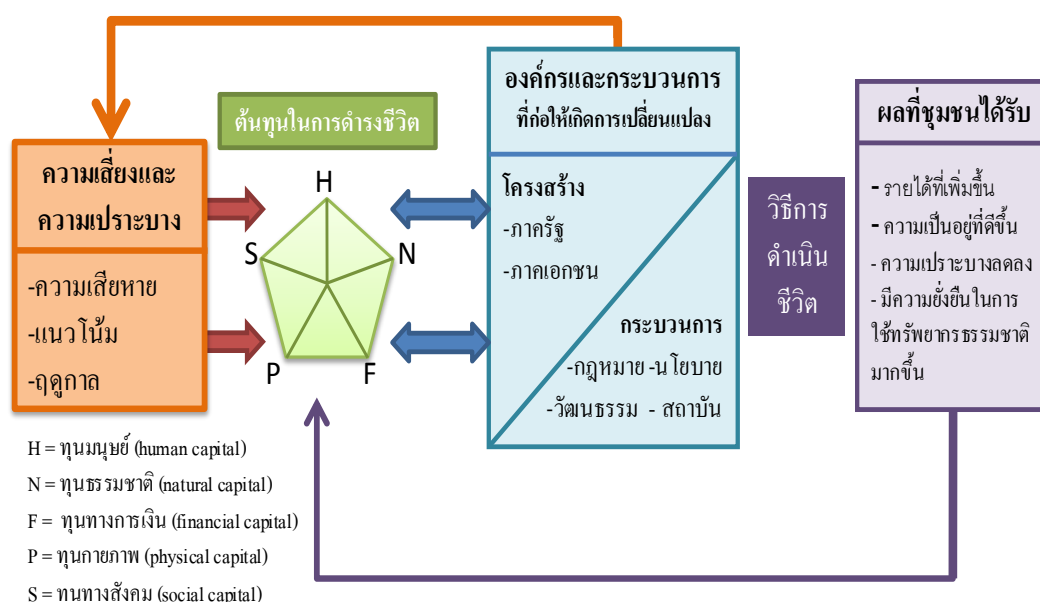 ความเสี่ยงและ
ความเปราะบาง
-ความเสียหาย
-แนวโน้ม
-ฤดูกาล
ต้นทุนในการดำรงชีวิต
H
S
N
P
F
องค์กรและกระบวนการ
ที่ก่อให้เกิดการเปลี่ยนแปลง
โครงสร้าง
-ภาครัฐ
-ภาคเอกชน
กระบวนการ
-กฎหมาย -นโยบาย
-วัฒนธรรม - สถาบัน
วิธีการ
ดำเนิน
ชีวิต
ผลที่ชุมชนได้รับ
- รายได้ที่เพิ่มขึ้น
- ความเป็นอยู่ที่ดีขึ้น
- ความเปราะบางลดลง
- มีความยั่งยืนในการ
ใช้ทรัพยากรธรรมชาติ
มากขึ้น
H = ทุนมนุษย์ (human capital)
N = ทุนธรรมชาติ (natural capital)
F = ทุนทางการเงิน (financial capital)
P = ทุนกายภาพ (physical capital)
S = ทุนทางสังคม (social capital)